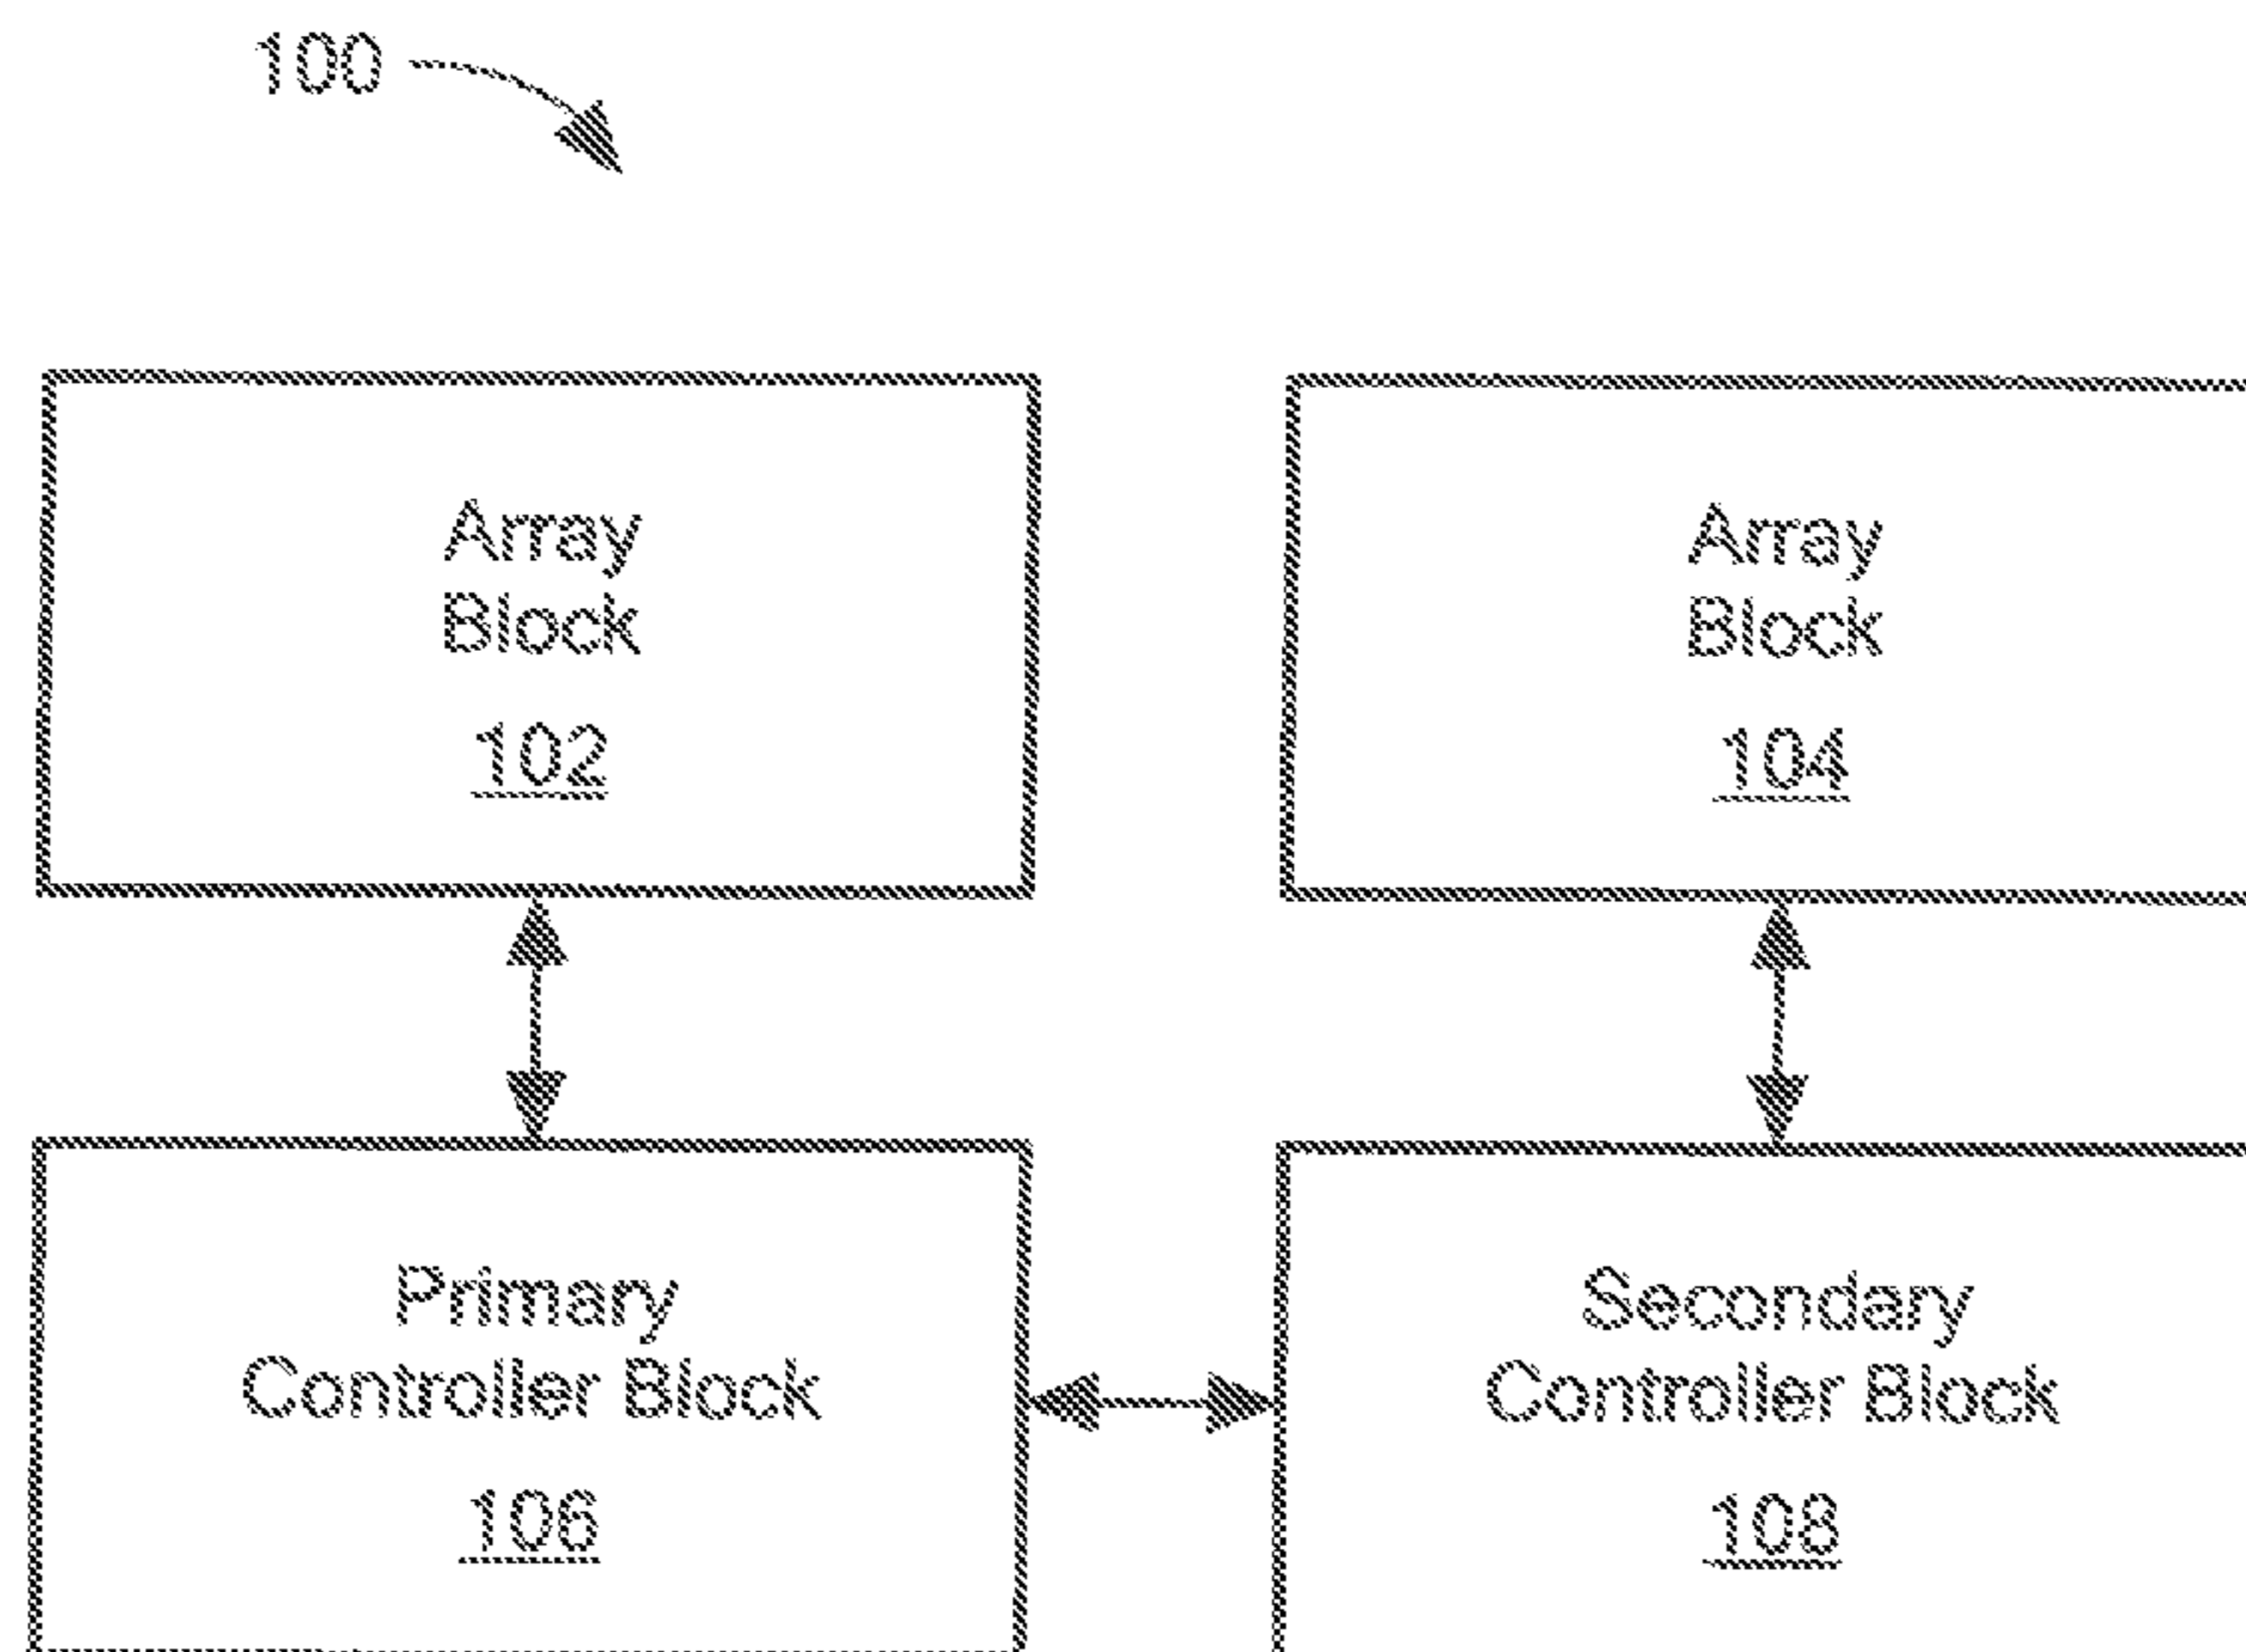 100
Array
Block
102
Array
Block
104
Primary
Controller Block
106
Secondary
Controller Block
108